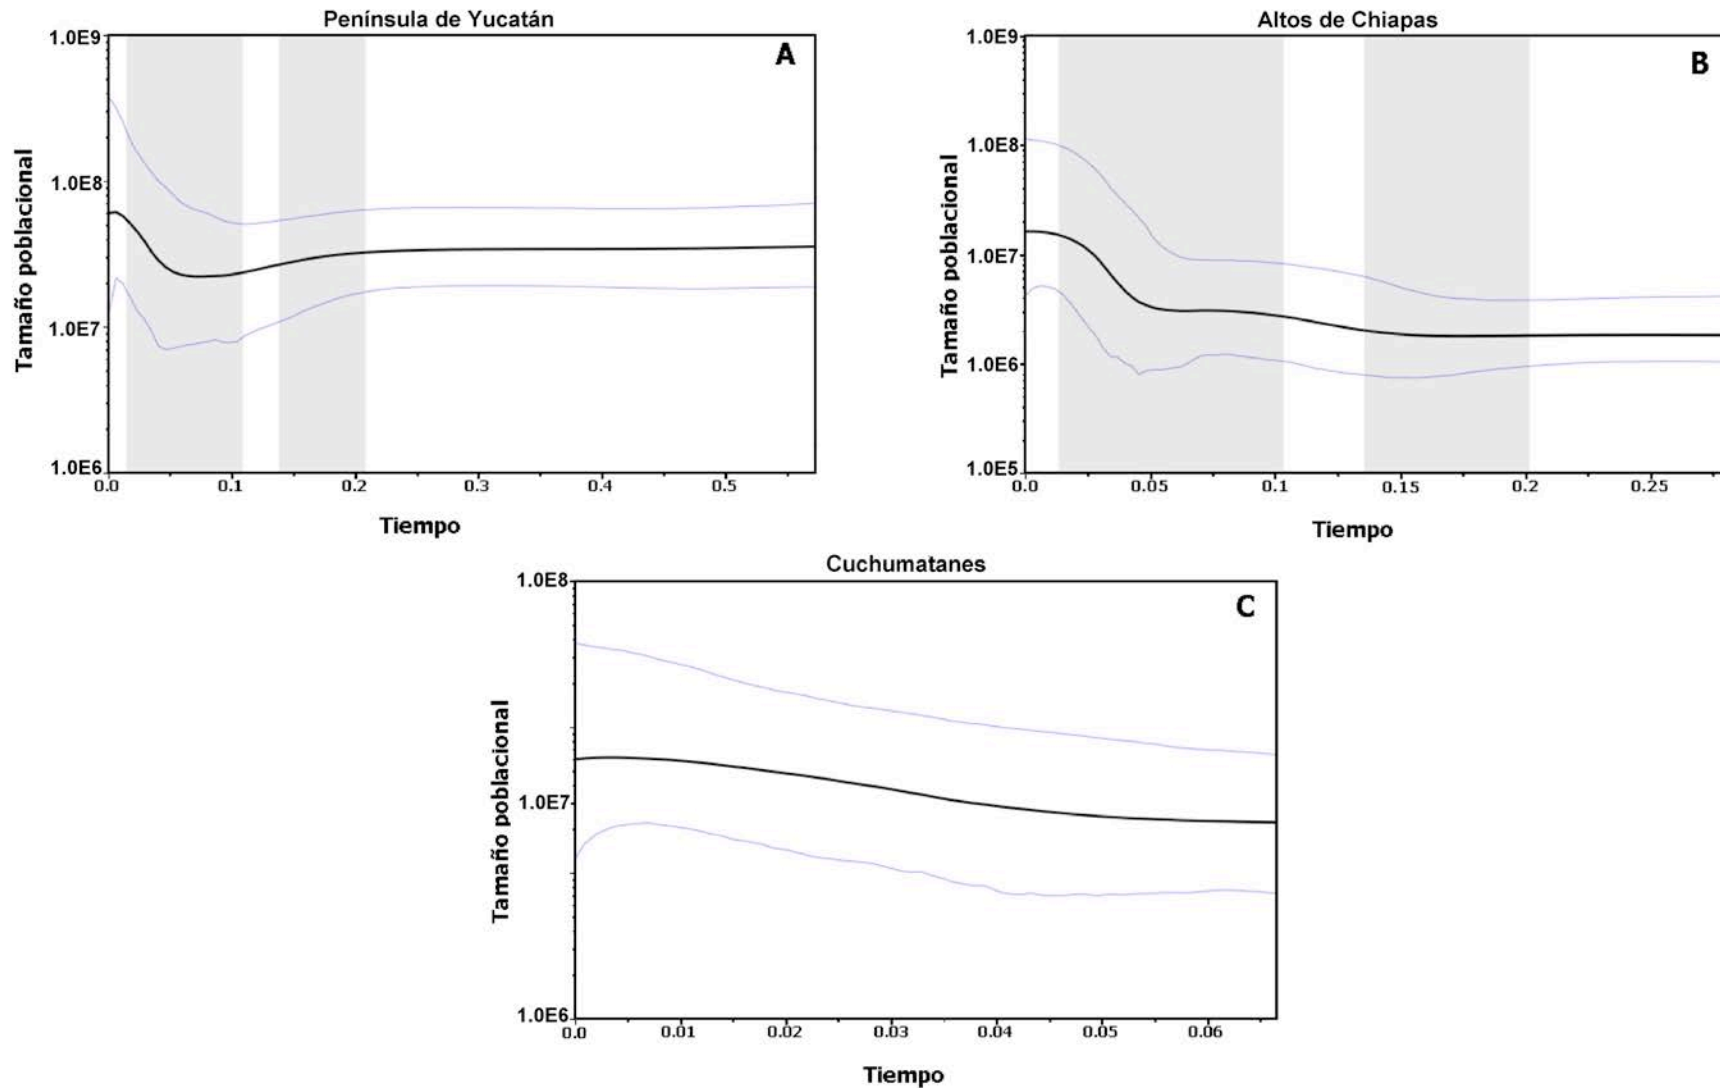 Península de Yucatán
A
1.0E9
1.0E8
1.0E7
1.0E6
Tamaño poblacional
0.0 0.1 0.2 0.3 0.4 0.5
Tiempo
Altos de Chiapas
B
1.0E9
1.0E8
1.0E7
1.0E6
1.0E5
Tamaño poblacional
0.0 0.05 0.1 0.15 0.2 0.25
Tiempo
Cuchumatanes
C
1.0E8
1.0E7
1.0E6
Tamaño poblacional
0.0 0.01 0.02 0.03 0.04 0.05 0.06
Tiempo